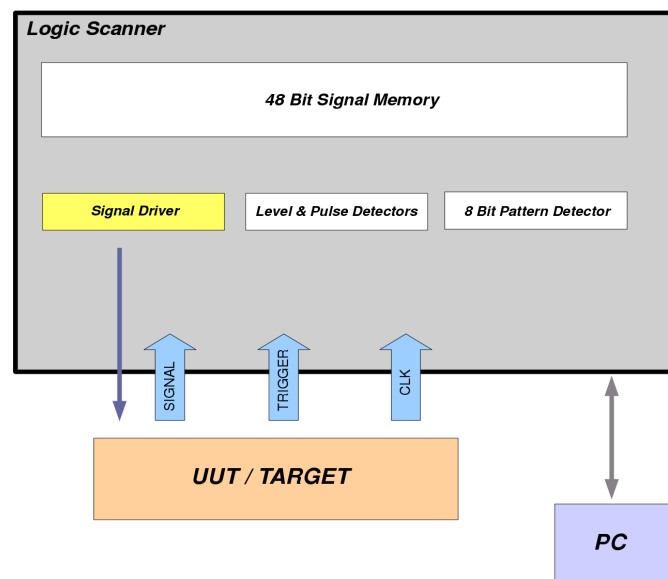 Logic Scanner
48 Bit Signal Memory
Signal Driver
Level & Pulse Detectors
8 Bit Pattern Detector
SIGNAL
TRIGGER
CLK
UUT / TARGET
PC